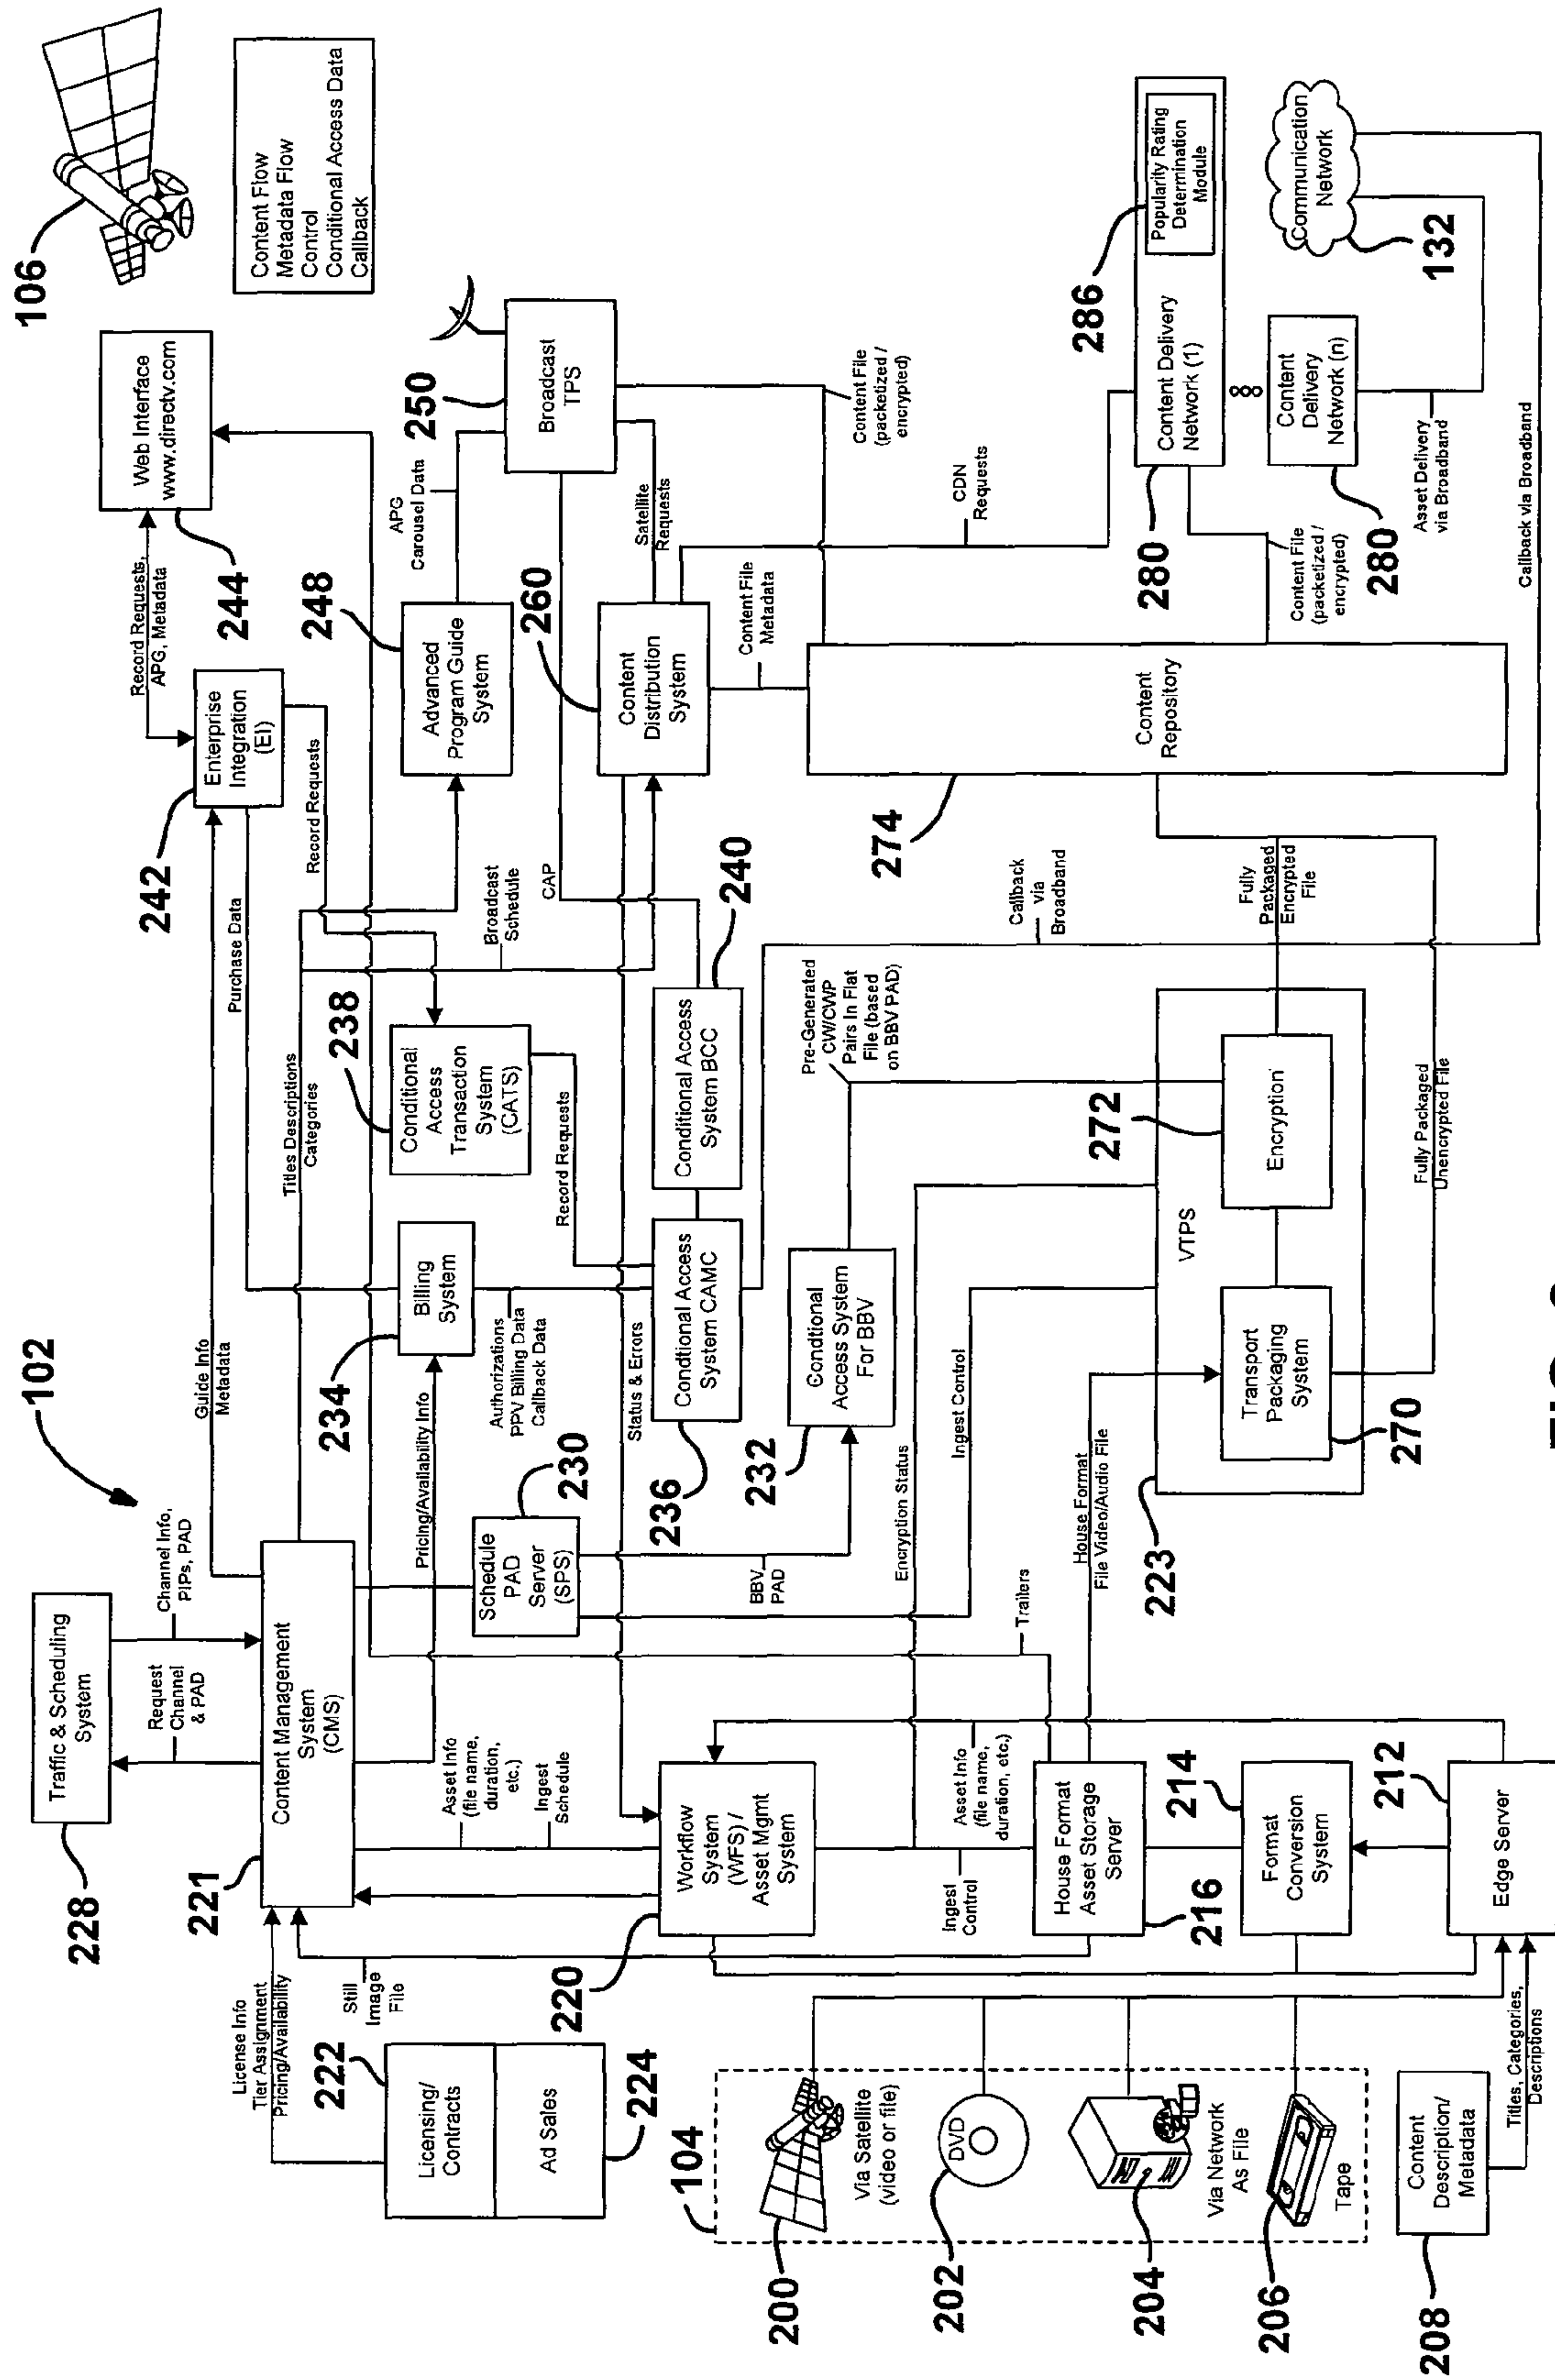 228
Traffic & Scheduling
System
102
106
Request
Channel
& PAD
Channel Info,
PIPs, PAD
221
Content Management
System
(CMS)
Guide Info
Metadata
242
Enterprise
Integration
(EI)
Record Requests,
APG, Metadata
244
Web Interface
www.directv.com
Content Flow
Metadata Flow
Control
Conditional Access Data
Callback
License Info
Tier Assignment
Pricing/Availability
Still
Image
File
222
Licensing/
Contracts
Ad Sales
224
Purchase Data
Titles Descriptions
Categories
Record Requests
248
Advanced
Program Guide
System
APG
Carousel Data
250
Broadcast
TPS
Asset Info
(file name,
duration,
etc.)
Ingest
Schedule
Pricing/Availability Info
234
Billing
System
238
Conditional
Access
Transaction
System
(CATS)
Broadcast
Schedule
CAP
Schedule
PAD
Server
(SPS)
230
Authorizations
PPV Billing Data
Callback Data
Record Requests
260
Content
Distribution
System
Satellite
Requests
220
Workflow
System
(WFS) /
Asset Mgmt
System
Status & Errors
236
Condtional Access
System CAMC
Conditional Access
System BCC
240
Content File
Metadata
Content File
(packetized /
encrypted)
104
200
Via Satellite
(video or file)
BBV
PAD
232
Condtional
Access System
For BBV
Pre-Generated
CW/CWP
Pairs In Flat
File (based
on BBV PAD)
274
Content
Repository
CDN
Requests
202
DVD
Ingest
Control
Asset Info
(file name,
duration, etc.)
Encryption Status
Ingest Control
Trailers
Callback
via
Broadband
216
House Format
Asset Storage
Server
House Format
File Video/Audio File
223
VTPS
272
Encryption
Transport
Packaging
System
270
Fully
Packaged
Encrypted
File
280
Content Delivery
Network (1)
286
Popularity Rating
Determination
Module
204
Via Network
As File
214
Format
Conversion
System
Content File
(packetized /
encrypted)
280
Content
Delivery
Network (n)
Communication
Network
132
206
Tape
Fully Packaged
Unencrypted File
Asset Delivery
via Broadband
208
Content
Description/
Metadata
Titles, Categories,
Descriptions
212
Edge Server
Callback via Broadband